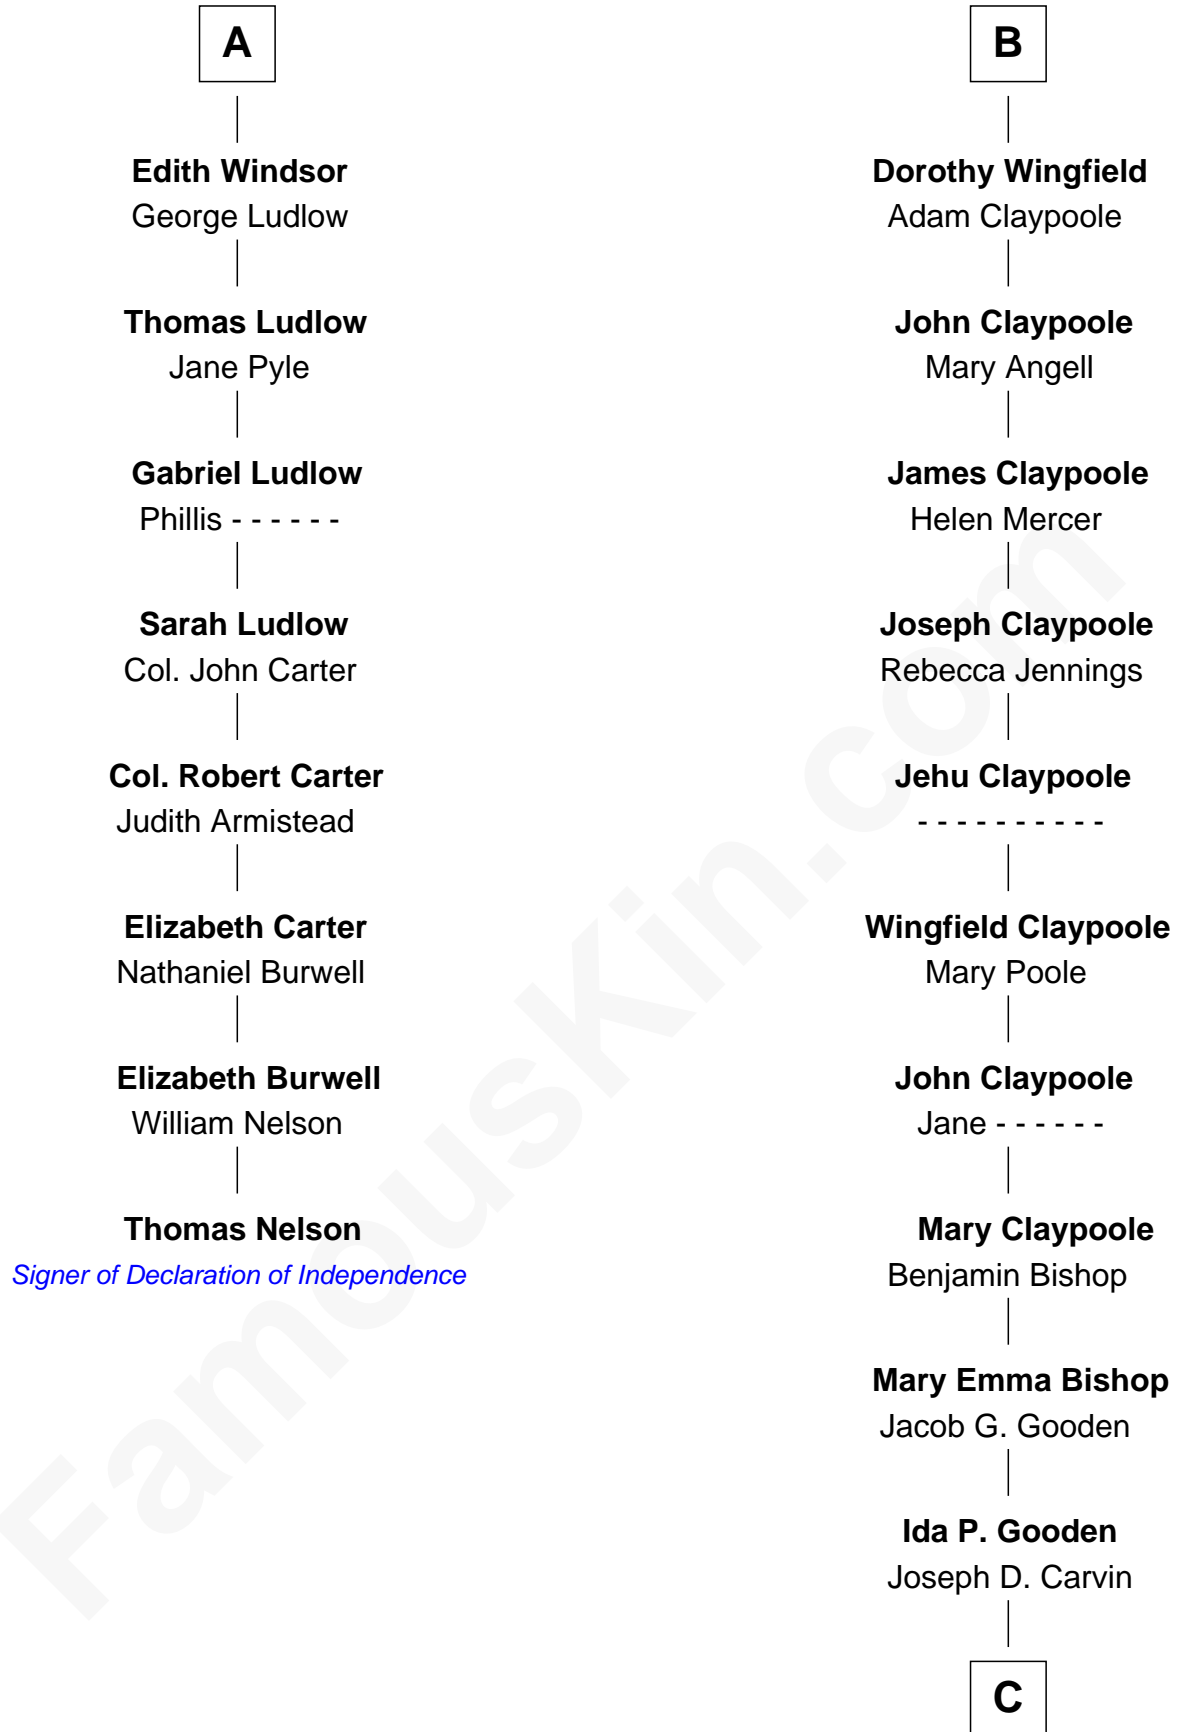 A
Edith Windsor
George Ludlow
Thomas Ludlow
Jane Pyle
Gabriel Ludlow
Phillis - - - - - -
Sarah Ludlow
Col. John Carter
Col. Robert Carter
Judith Armistead
Elizabeth Carter
Nathaniel Burwell
Elizabeth Burwell
William Nelson
Thomas Nelson
Signer of Declaration of Independence
B
Dorothy Wingfield
Adam Claypoole
John Claypoole
Mary Angell
James Claypoole
Helen Mercer
Joseph Claypoole
Rebecca Jennings
Jehu Claypoole
- - - - - - - - - -
Wingfield Claypoole
Mary Poole
John Claypoole
Jane - - - - - -
Mary Claypoole
Benjamin Bishop
Mary Emma Bishop
Jacob G. Gooden
Ida P. Gooden
Joseph D. Carvin
C
FamousKin.com